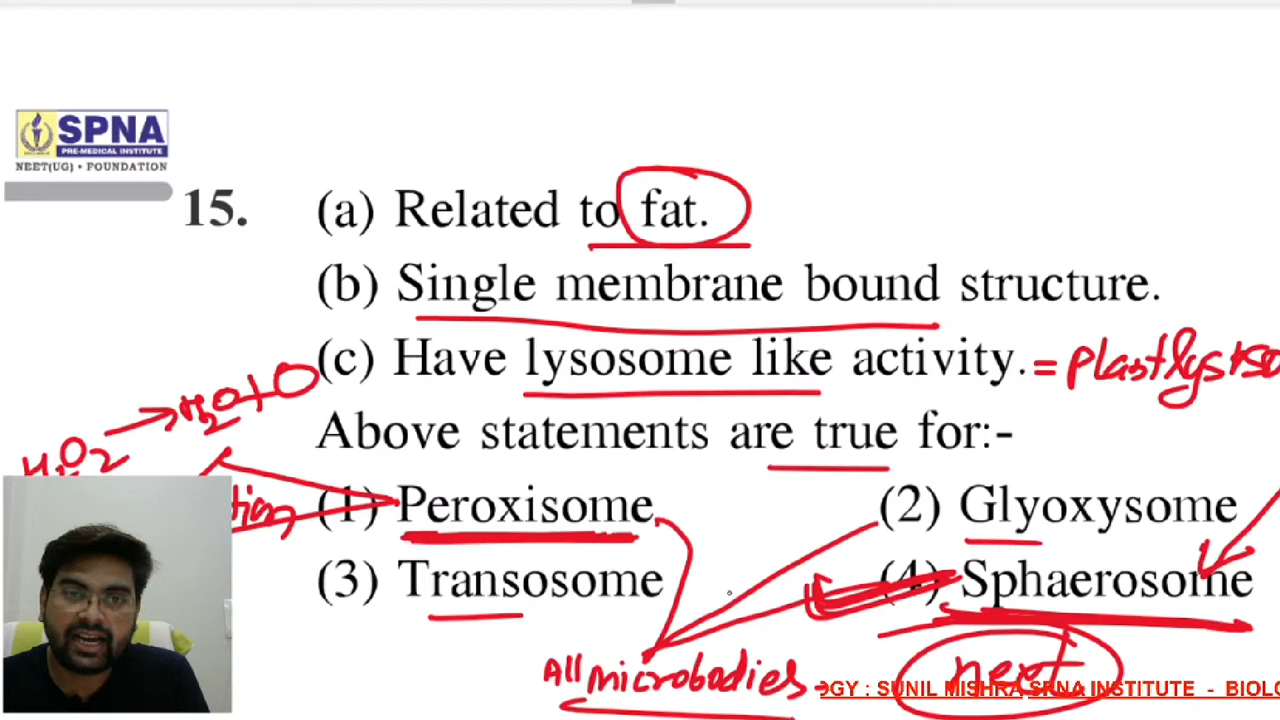 SPNA
PRE-MEDICAL INSTITUTE
NEET(UG) • FOUNDATION
15. (a) Related to fat.
(b) Single membrane bound structure.
(c) Have lysosome like activity. =
H2O + O
Above statements are true for:-
H2O2
(1) Peroxisome (2) Glyoxysome
(3) Transosome (4) Sphaerosome
All microbodies
next
OGY : SUNIL MISHRA SPNA INSTITUTE - BIOLO